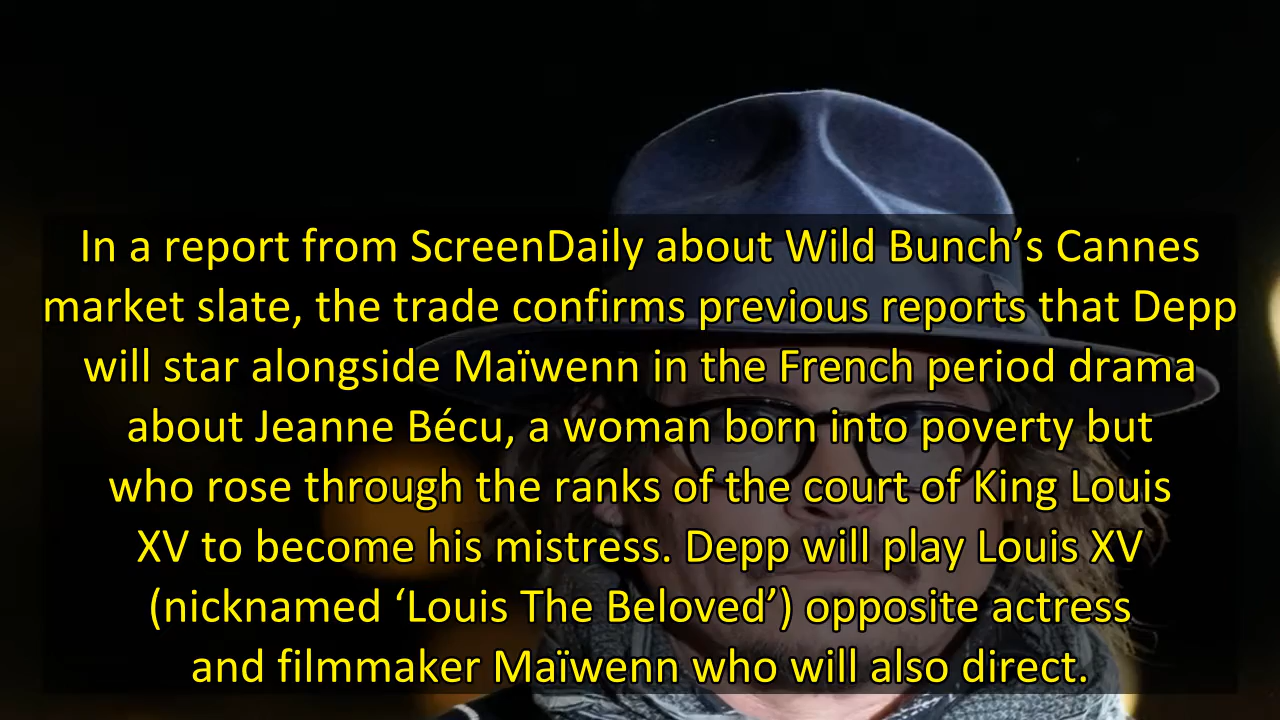 In a report from ScreenDaily about Wild Bunch’s Cannes
market slate, the trade confirms previous reports that Depp
will star alongside Maïwenn in the French period drama
about Jeanne Bécu, a woman born into poverty but
who rose through the ranks of the court of King Louis
XV to become his mistress. Depp will play Louis XV
(nicknamed ‘Louis The Beloved’) opposite actress
and filmmaker Maïwenn who will also direct.